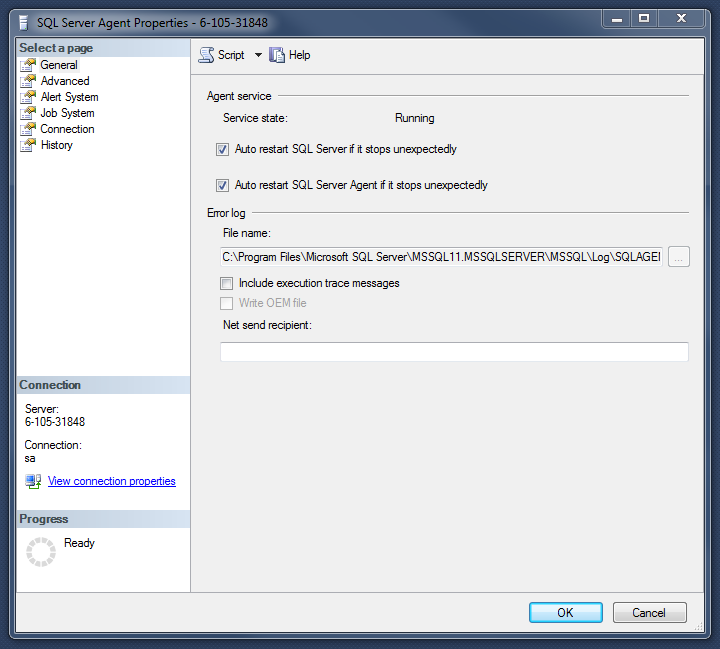 SQL Server Agent Properties - 6-105-31848
Select a page
General
Advanced
Alert System
Job System
Connection
History
Script
Help
Agent service
Service state: Running
Auto restart SQL Server if it stops unexpectedly
Auto restart SQL Server Agent if it stops unexpectedly
Error log
File name:
C:\Program Files\Microsoft SQL Server\MSSQL11.MSSQLSERVER\MSSQL\Log\SQLAGE
...
Include execution trace messages
Write OEM file
Net send recipient:
Connection
Server:
6-105-31848
Connection:
sa
View connection properties
Progress
Ready
OK
Cancel